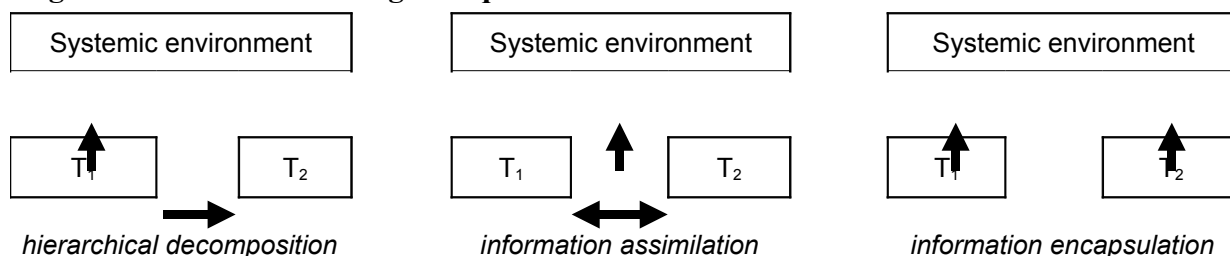 Systemic environment
Systemic environment
Systemic environment
T₁
T₂
T₁
T₂
T₁
T₂
hierarchical decomposition
information assimilation
information encapsulation